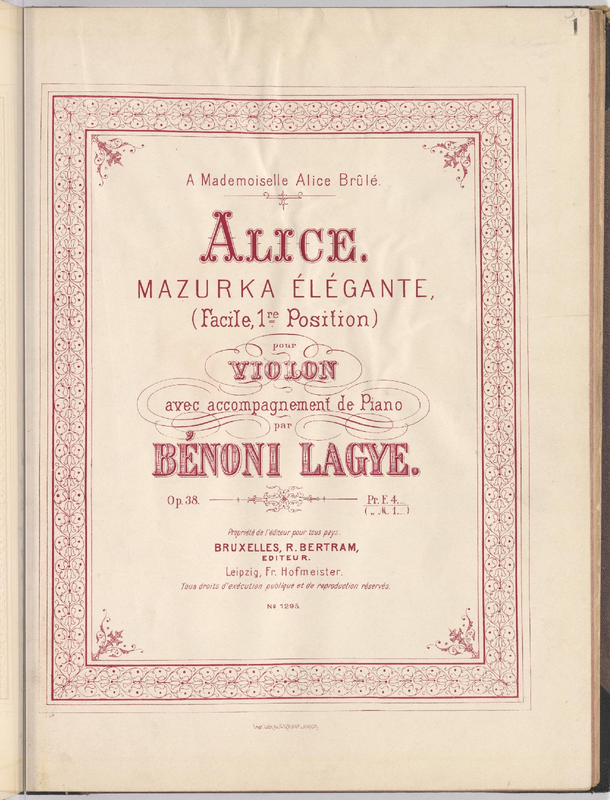 1
A Mademoiselle Alice Brûlé.
ALICE.
MAZURKA ÉLÉGANTE,
(Facile, 1re Position)
pour
VIOLON
avec accompagnement de Piano
par
BÉNONI LAGYE.
Op. 38. Pr. F. 4._
( „ M. 1._ )
Propriété de l'éditeur pour tous pays.
BRUXELLES, R. BERTRAM,
EDITEUR.
Leipzig, Fr. Hofmeister.
Tous droits d'exécution publique et de reproduction réservés.
No 1295.